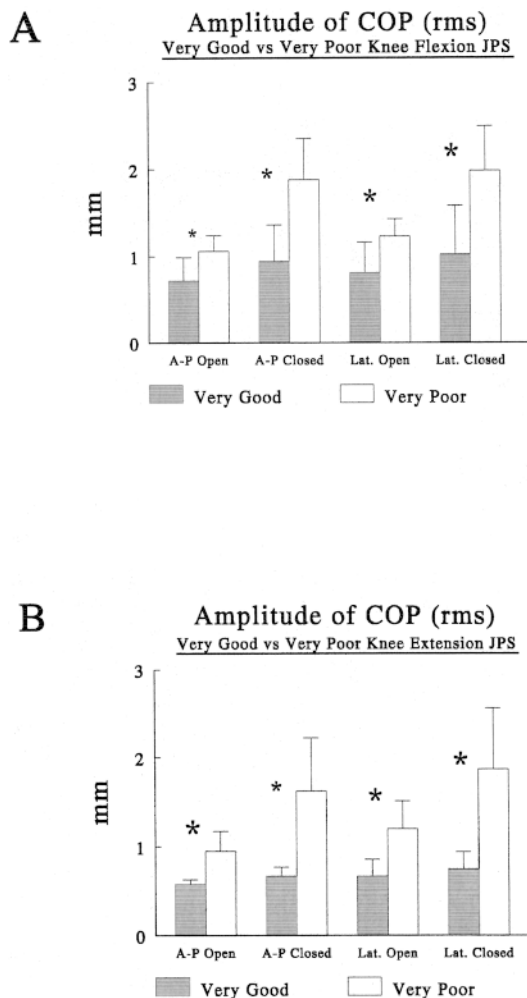 A
Amplitude of COP (rms)
Very Good vs Very Poor Knee Flexion JPS
3
2
1
0
mm
*
*
*
*
A-P Open A-P Closed Lat. Open Lat. Closed
Very Good Very Poor
B
Amplitude of COP (rms)
Very Good vs Very Poor Knee Extension JPS
3
2
1
0
mm
*
*
*
*
A-P Open A-P Closed Lat. Open Lat. Closed
Very Good Very Poor